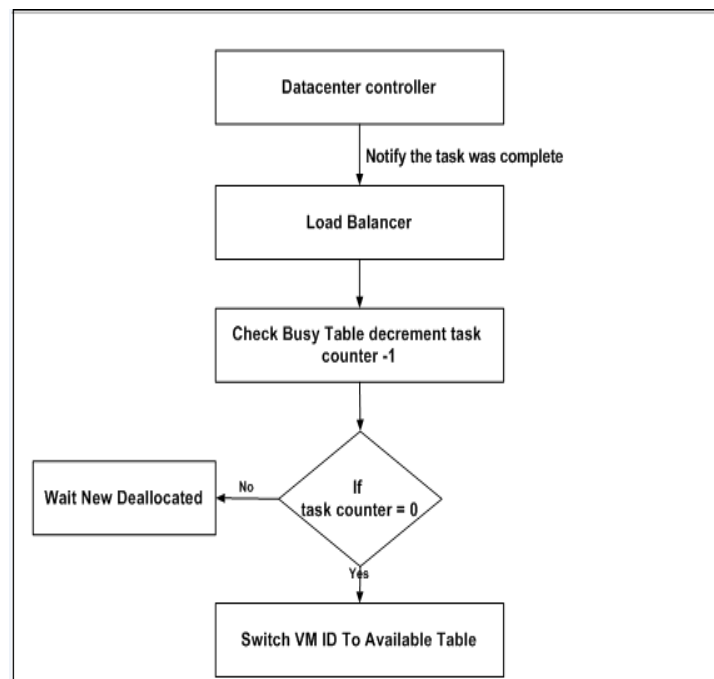 Datacenter controller
Notify the task was complete
Load Balancer
Check Busy Table decrement task
counter -1
If
task counter = 0
No
Wait New Deallocated
Yes
Switch VM ID To Available Table